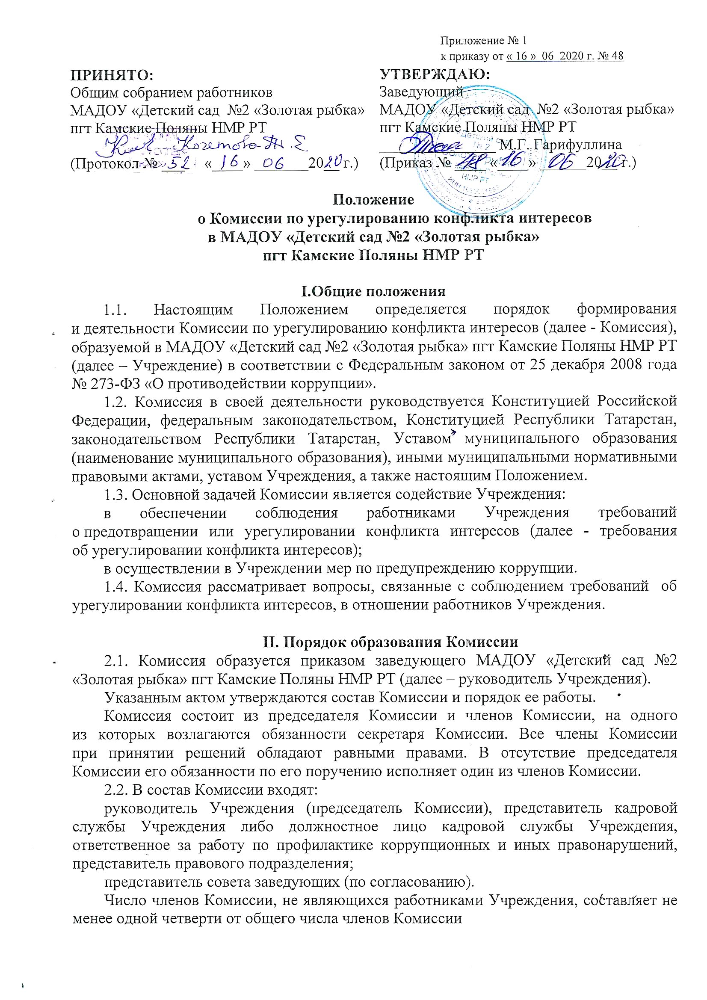 Приложение № 1
к приказу от « 16 » 06 2020 г. № 48
ПРИНЯТО:
Общим собранием работников
МАДОУ «Детский сад №2 «Золотая рыбка»
пгт Камские Поляны НМР РТ
Кочетова Т.Е
(Протокол № 52 « 16 » 06 2020 г.)
УТВЕРЖДАЮ:
Заведующий
МАДОУ «Детский сад №2 «Золотая рыбка»
пгт Камские Поляны НМР РТ
М.Г. Гарифуллина
(Приказ № 48 « 16 » 06 2020 г.)
«Детский сад
№ 2
НМР РТ
Положение
о Комиссии по урегулированию конфликта интересов
в МАДОУ «Детский сад №2 «Золотая рыбка»
пгт Камские Поляны НМР РТ
I.Общие положения
1.1. Настоящим Положением определяется порядок формирования
и деятельности Комиссии по урегулированию конфликта интересов (далее - Комиссия),
образуемой в МАДОУ «Детский сад №2 «Золотая рыбка» пгт Камские Поляны НМР РТ
(далее – Учреждение) в соответствии с Федеральным законом от 25 декабря 2008 года
№ 273-ФЗ «О противодействии коррупции».
1.2. Комиссия в своей деятельности руководствуется Конституцией Российской
Федерации, федеральным законодательством, Конституцией Республики Татарстан,
законодательством Республики Татарстан, Уставом муниципального образования
(наименование муниципального образования), иными муниципальными нормативными
правовыми актами, уставом Учреждения, а также настоящим Положением.
1.3. Основной задачей Комиссии является содействие Учреждения:
в обеспечении соблюдения работниками Учреждения требований
о предотвращении или урегулировании конфликта интересов (далее - требования
об урегулировании конфликта интересов);
в осуществлении в Учреждении мер по предупреждению коррупции.
1.4. Комиссия рассматривает вопросы, связанные с соблюдением требований об
урегулировании конфликта интересов, в отношении работников Учреждения.
II. Порядок образования Комиссии
2.1. Комиссия образуется приказом заведующего МАДОУ «Детский сад №2
«Золотая рыбка» пгт Камские Поляны НМР РТ (далее – руководитель Учреждения).
Указанным актом утверждаются состав Комиссии и порядок ее работы.
Комиссия состоит из председателя Комиссии и членов Комиссии, на одного
из которых возлагаются обязанности секретаря Комиссии. Все члены Комиссии
при принятии решений обладают равными правами. В отсутствие председателя
Комиссии его обязанности по его поручению исполняет один из членов Комиссии.
2.2. В состав Комиссии входят:
руководитель Учреждения (председатель Комиссии), представитель кадровой
службы Учреждения либо должностное лицо кадровой службы Учреждения,
ответственное за работу по профилактике коррупционных и иных правонарушений,
представитель правового подразделения;
представитель совета заведующих (по согласованию).
Число членов Комиссии, не являющихся работниками Учреждения, составляет не
менее одной четверти от общего числа членов Комиссии